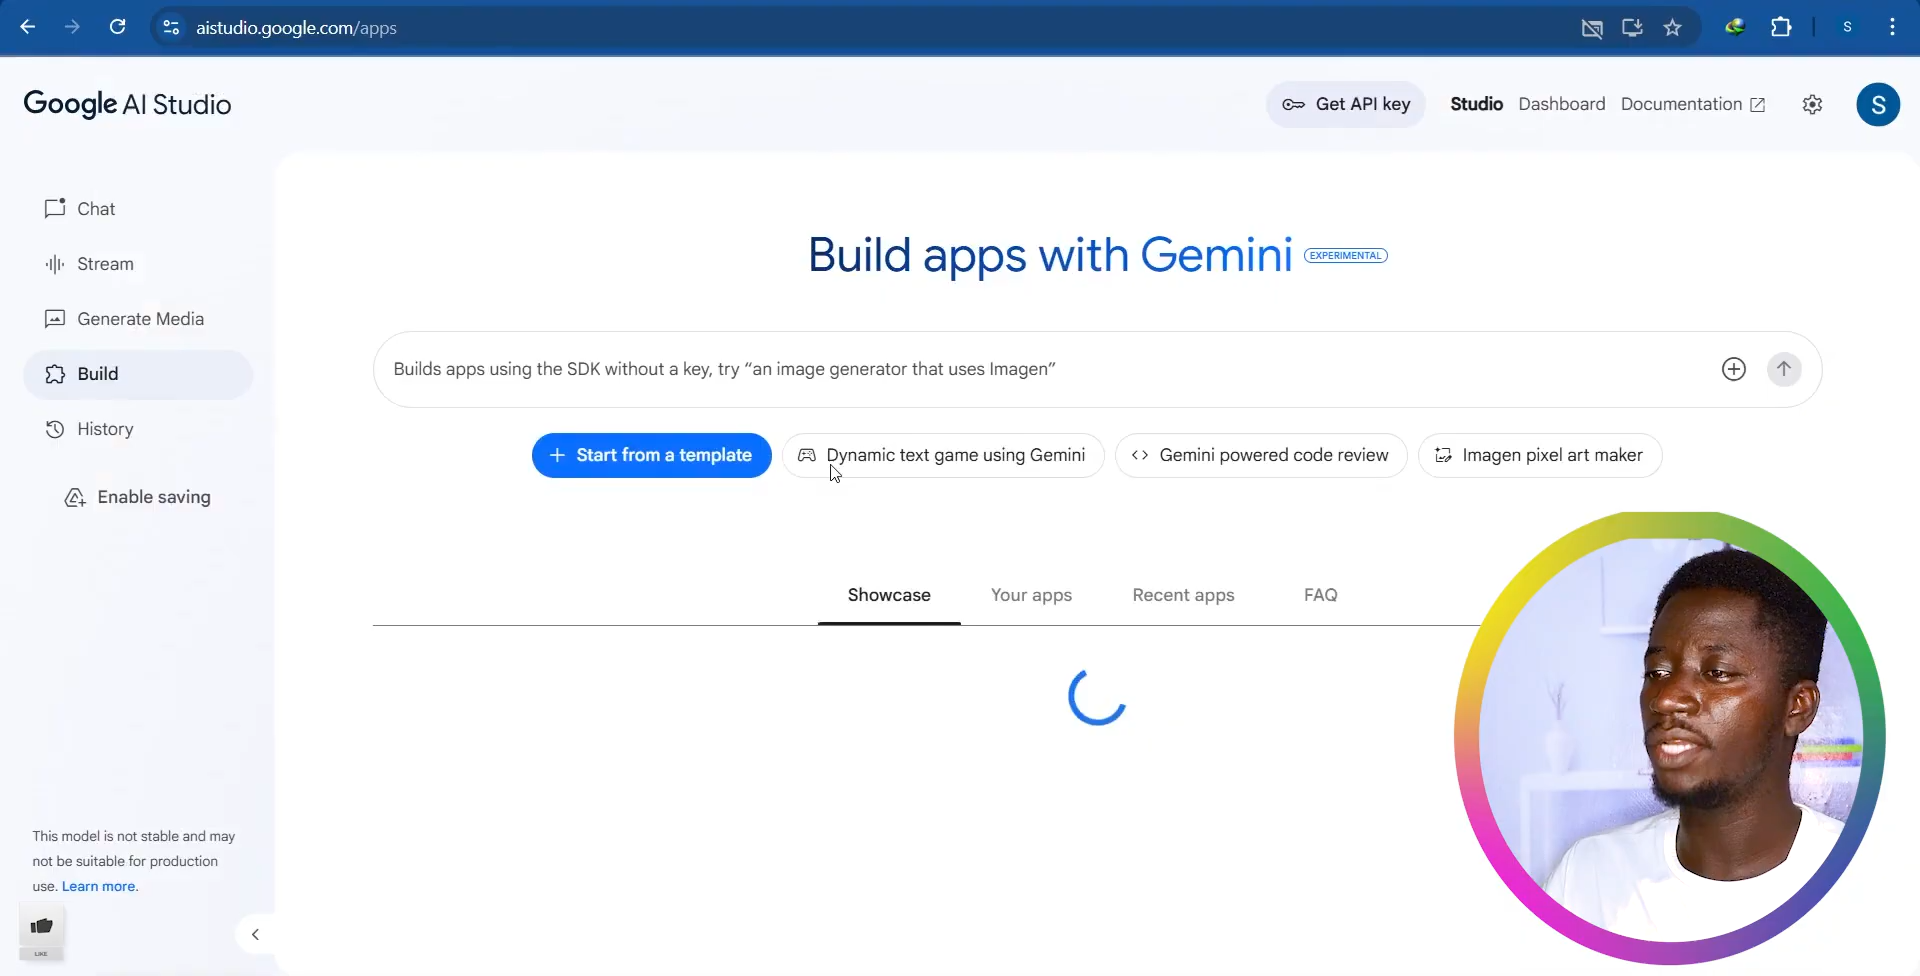 aistudio.google.com/apps
S
Google AI Studio
Get API key
Studio
Dashboard
Documentation
S
Chat
Stream
Generate Media
Build
History
Enable saving
Build apps with Gemini
EXPERIMENTAL
Builds apps using the SDK without a key, try “an image generator that uses Imagen”
Start from a template
Dynamic text game using Gemini
Gemini powered code review
Imagen pixel art maker
Showcase
Your apps
Recent apps
FAQ
This model is not stable and may
not be suitable for production
use. Learn more.
LIKE